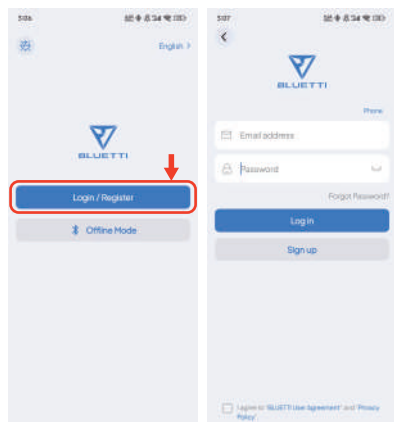 5:06
English >
BLUETTI
Login / Register
Offline Mode
5:07
BLUETTI
Phone
Email address
Password
Forgot Password?
Log in
Sign up
I agree to "BLUETTI Use Agreement" and "Privacy
Policy".